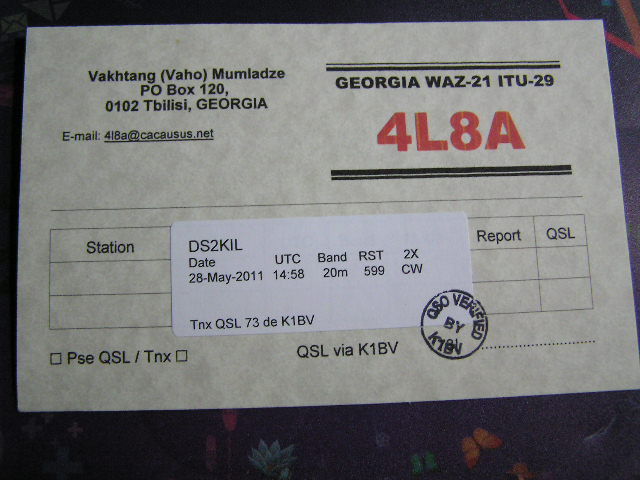 Vakhtang (Vaho) Mumladze
PO Box 120,
0102 Tbilisi, GEORGIA
E-mail: 4l8a@cacausus.net
GEORGIA WAZ-21 ITU-29
4L8A
Station
DS2KIL
Date UTC Band RST 2X
28-May-2011 14:58 20m 599 CW
Tnx QSL 73 de K1BV
Report QSL
☐ Pse QSL / Tnx ☐
QSL via K1BV
QSO VERIFIED
BY
K1BV